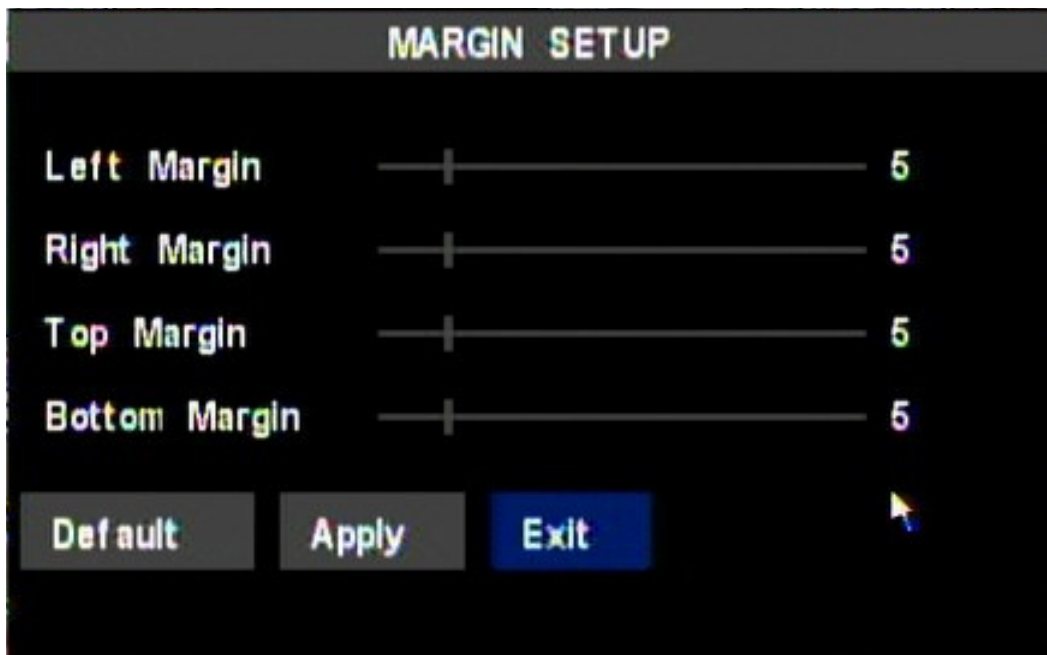 MARGIN SETUP
Left Margin 5
Right Margin 5
Top Margin 5
Bottom Margin 5
Default Apply Exit